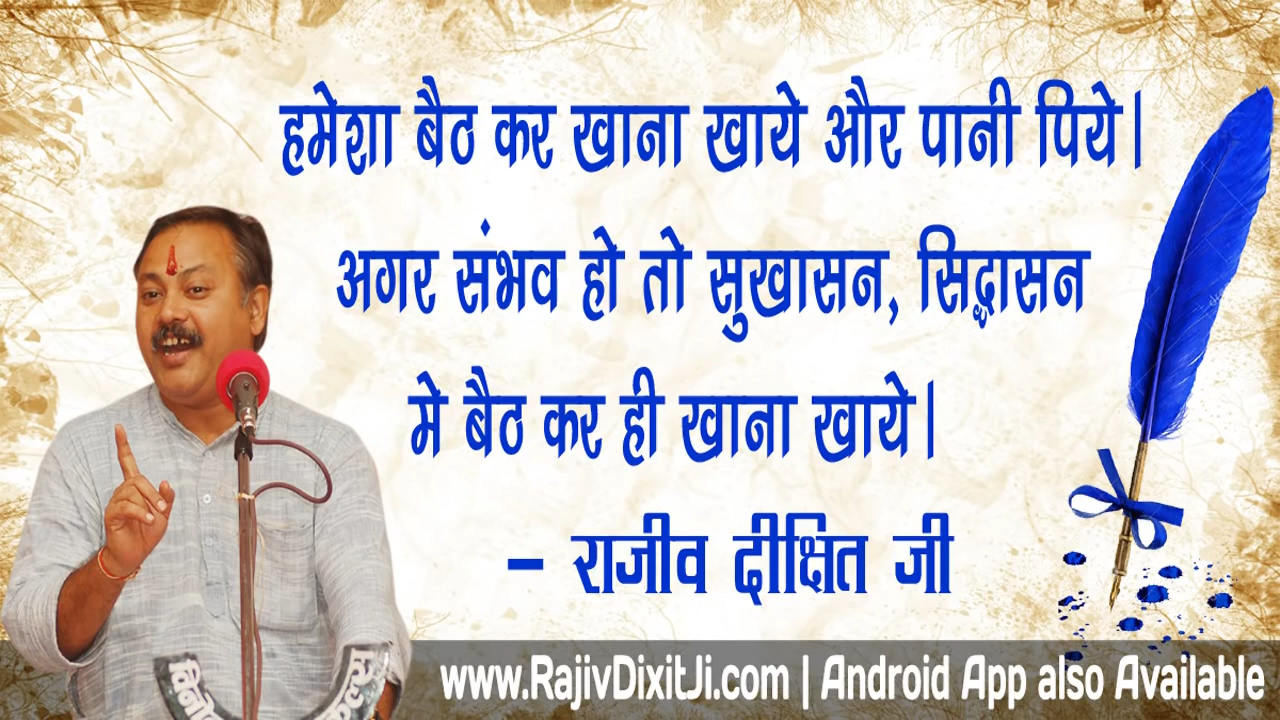 हमेशा बैठ कर खाना खाये और पानी पिये।
अगर संभव हो तो सुखासन, सिद्धासन
मे बैठ कर ही खाना खाये।
– राजीव दीक्षित जी
www.RajivDixitJi.com | Android App also Available